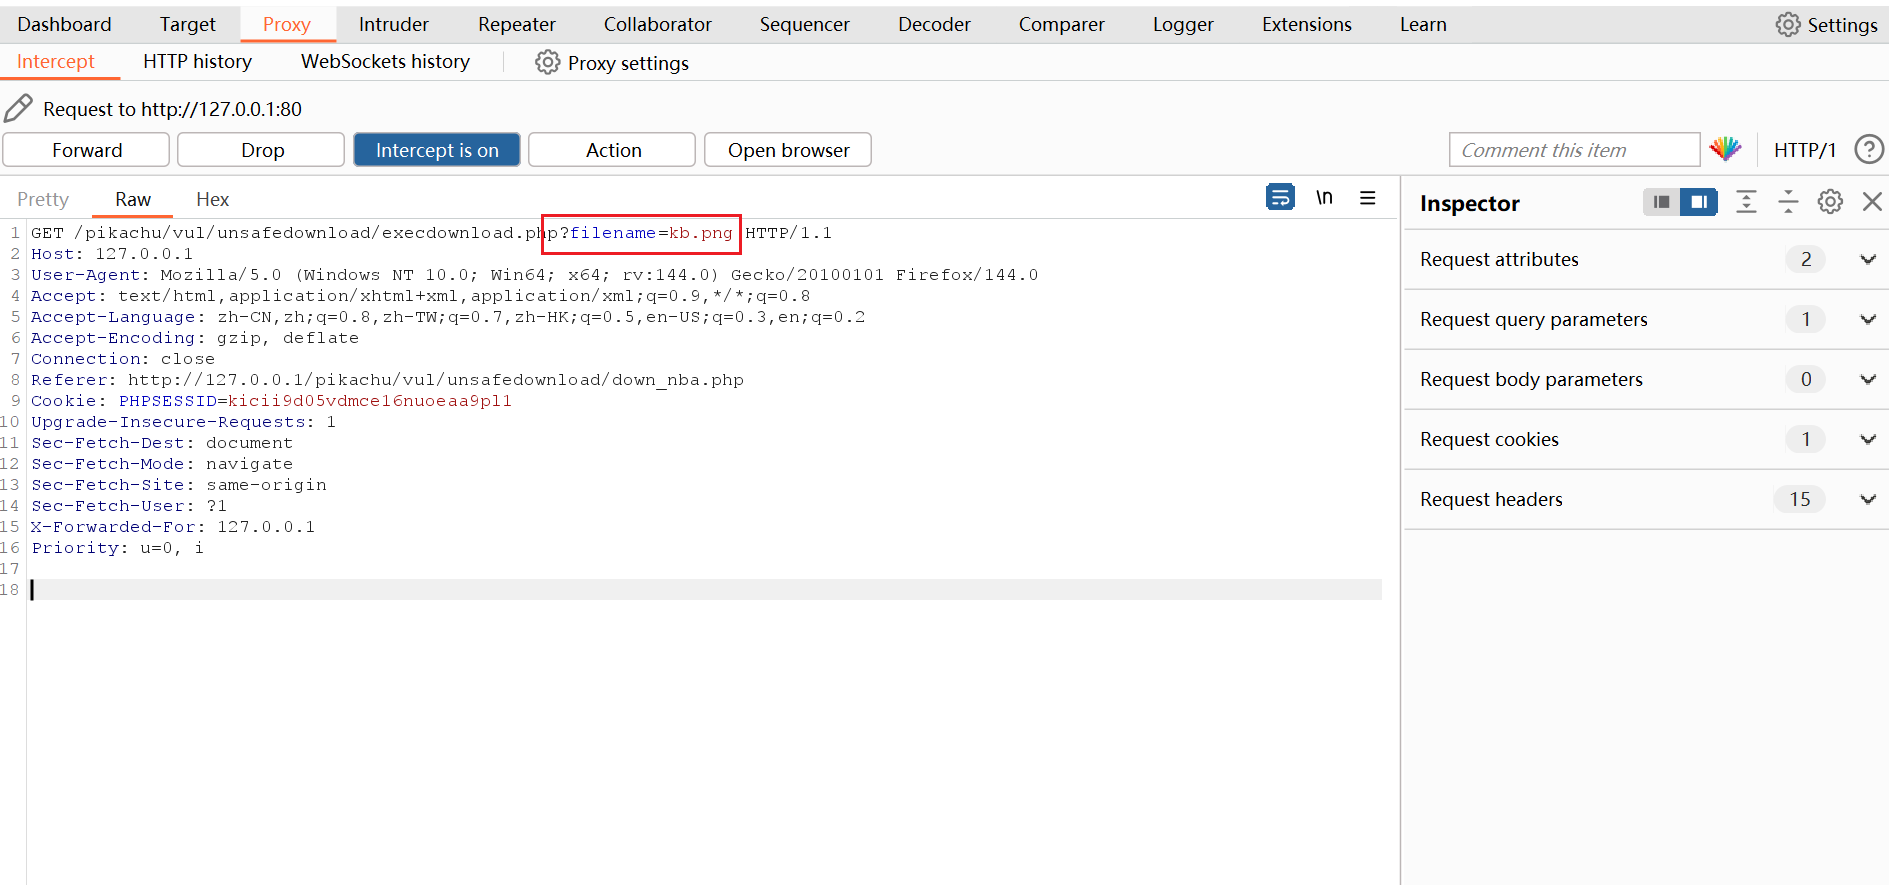 Dashboard Target Proxy Intruder Repeater Collaborator Sequencer Decoder Comparer Logger Extensions Learn Settings
Intercept HTTP history WebSockets history Proxy settings
Request to http://127.0.0.1:80
Forward Drop Intercept is on Action Open browser Comment this item HTTP/1 ?
Pretty Raw Hex \n
Inspector
1 GET /pikachu/vul/unsafedownload/execdownload.php?filename=kb.png HTTP/1.1
2 Host: 127.0.0.1
3 User-Agent: Mozilla/5.0 (Windows NT 10.0; Win64; x64; rv:144.0) Gecko/20100101 Firefox/144.0
4 Accept: text/html,application/xhtml+xml,application/xml;q=0.9,*/*;q=0.8
5 Accept-Language: zh-CN,zh;q=0.8,zh-TW;q=0.7,zh-HK;q=0.5,en-US;q=0.3,en;q=0.2
6 Accept-Encoding: gzip, deflate
7 Connection: close
8 Referer: http://127.0.0.1/pikachu/vul/unsafedownload/down_nba.php
9 Cookie: PHPSESSID=kicii9d05vdmce16nuoeaa9pl1
10 Upgrade-Insecure-Requests: 1
11 Sec-Fetch-Dest: document
12 Sec-Fetch-Mode: navigate
13 Sec-Fetch-Site: same-origin
14 Sec-Fetch-User: ?1
15 X-Forwarded-For: 127.0.0.1
16 Priority: u=0, i
17
18
Request attributes 2
Request query parameters 1
Request body parameters 0
Request cookies 1
Request headers 15